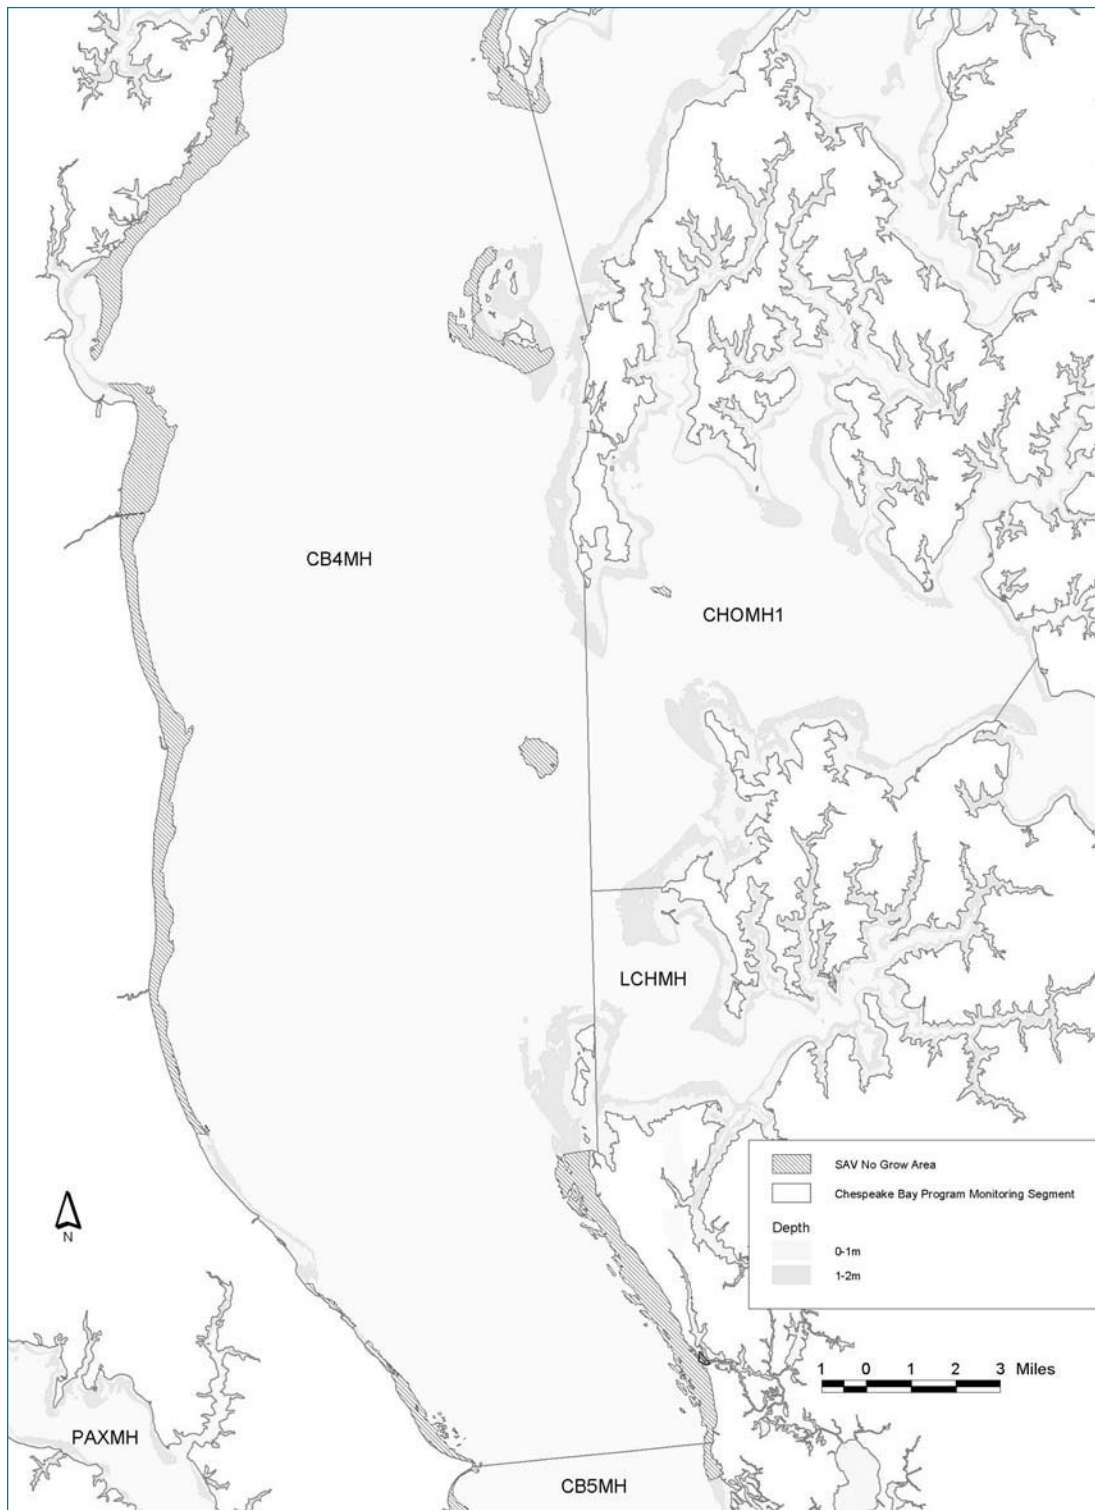 CB4MH
CHOMH1
LCHMH
SAV No Grow Area
Chespeake Bay Program Monitoring Segment
Depth
0-1m
1-2m
N
1 0 1 2 3 Miles
PAXMH
CB5MH